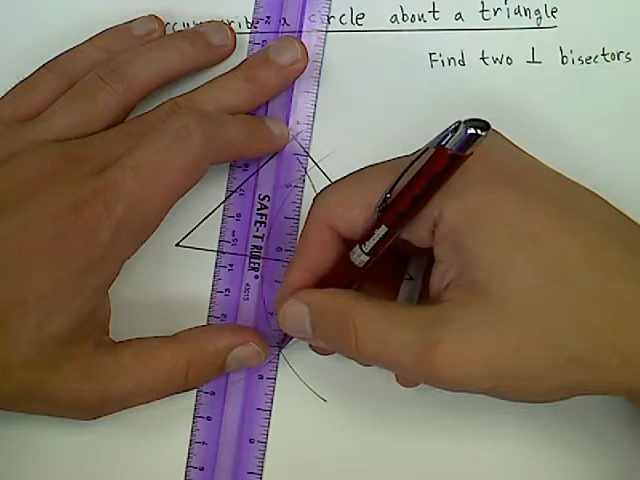 circle about a triangle
Find two ⊥ bisectors
SAFE-T RULER®